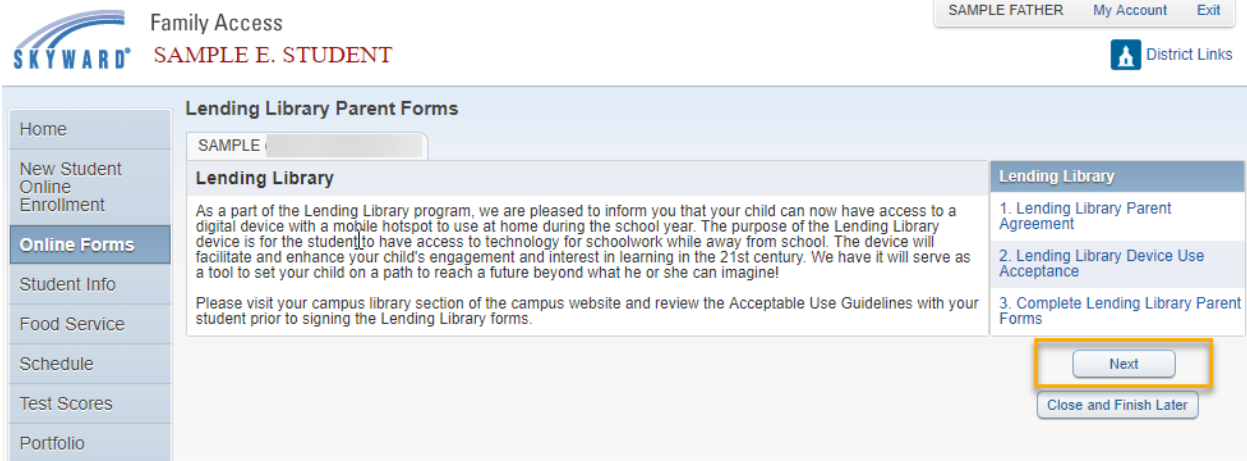 SAMPLE FATHER My Account Exit
Family Access
SKYWARD®
SAMPLE E. STUDENT
District Links
Home
New Student
Online
Enrollment
Online Forms
Student Info
Food Service
Schedule
Test Scores
Portfolio
Lending Library Parent Forms
SAMPLE
Lending Library
As a part of the Lending Library program, we are pleased to inform you that your child can now have access to a
digital device with a mobile hotspot to use at home during the school year. The purpose of the Lending Library
device is for the student to have access to technology for schoolwork while away from school. The device will
facilitate and enhance your child's engagement and interest in learning in the 21st century. We have it will serve as
a tool to set your child on a path to reach a future beyond what he or she can imagine!
Please visit your campus library section of the campus website and review the Acceptable Use Guidelines with your
student prior to signing the Lending Library forms.
Lending Library
1. Lending Library Parent
Agreement
2. Lending Library Device Use
Acceptance
3. Complete Lending Library Parent
Forms
Next
Close and Finish Later